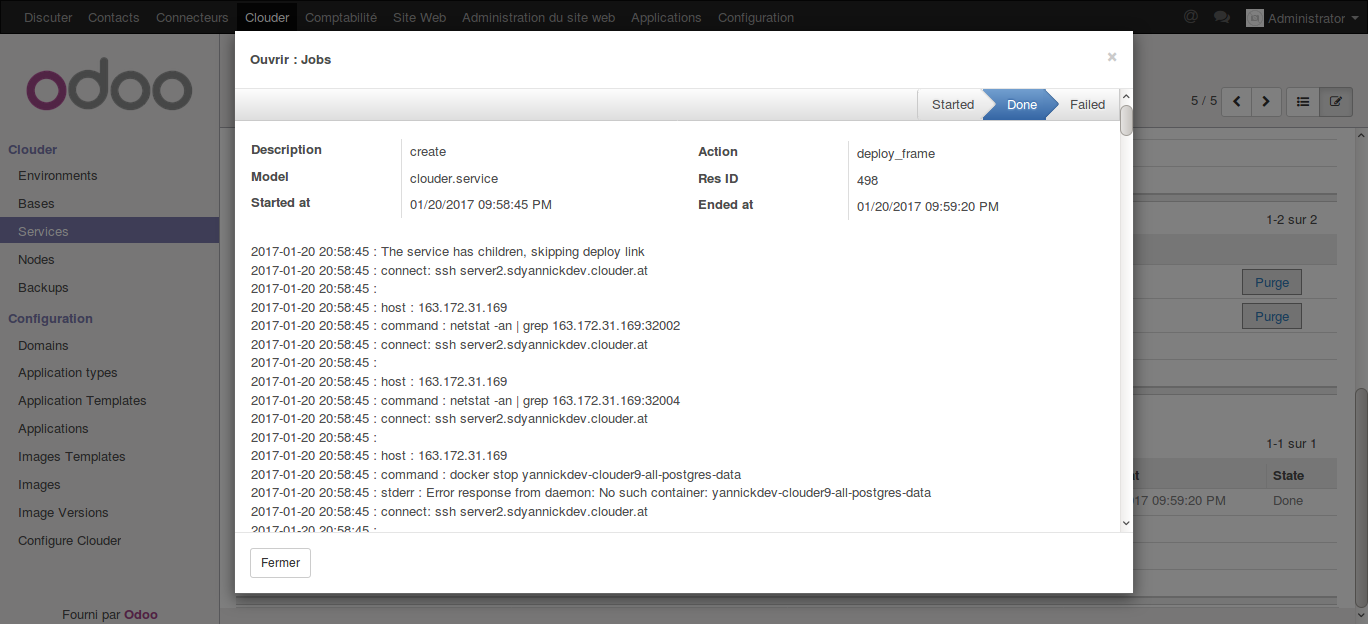 Discuter Contacts Connecteurs Clouder Comptabilité Site Web Administration du site web Applications Configuration @ Administrator
odoo
Clouder
Environments
Bases
Services
Nodes
Backups
Configuration
Domains
Application types
Application Templates
Applications
Images Templates
Images
Image Versions
Configure Clouder
Fourni par Odoo
Ouvrir : Jobs ×
Started Done Failed
Description create Action deploy_frame
Model clouder.service Res ID 498
Started at 01/20/2017 09:58:45 PM Ended at 01/20/2017 09:59:20 PM
2017-01-20 20:58:45 : The service has children, skipping deploy link
2017-01-20 20:58:45 : connect: ssh server2.sdyannickdev.clouder.at
2017-01-20 20:58:45 :
2017-01-20 20:58:45 : host : 163.172.31.169
2017-01-20 20:58:45 : command : netstat -an | grep 163.172.31.169:32002
2017-01-20 20:58:45 : connect: ssh server2.sdyannickdev.clouder.at
2017-01-20 20:58:45 :
2017-01-20 20:58:45 : host : 163.172.31.169
2017-01-20 20:58:45 : command : netstat -an | grep 163.172.31.169:32004
2017-01-20 20:58:45 : connect: ssh server2.sdyannickdev.clouder.at
2017-01-20 20:58:45 :
2017-01-20 20:58:45 : host : 163.172.31.169
2017-01-20 20:58:45 : command : docker stop yannickdev-clouder9-all-postgres-data
2017-01-20 20:58:45 : stderr : Error response from daemon: No such container: yannickdev-clouder9-all-postgres-data
2017-01-20 20:58:45 : connect: ssh server2.sdyannickdev.clouder.at
2017-01-20 20:58:45 :
Fermer
5 / 5
1-2 sur 2
Purge
Purge
1-1 sur 1
t State
17 09:59:20 PM Done